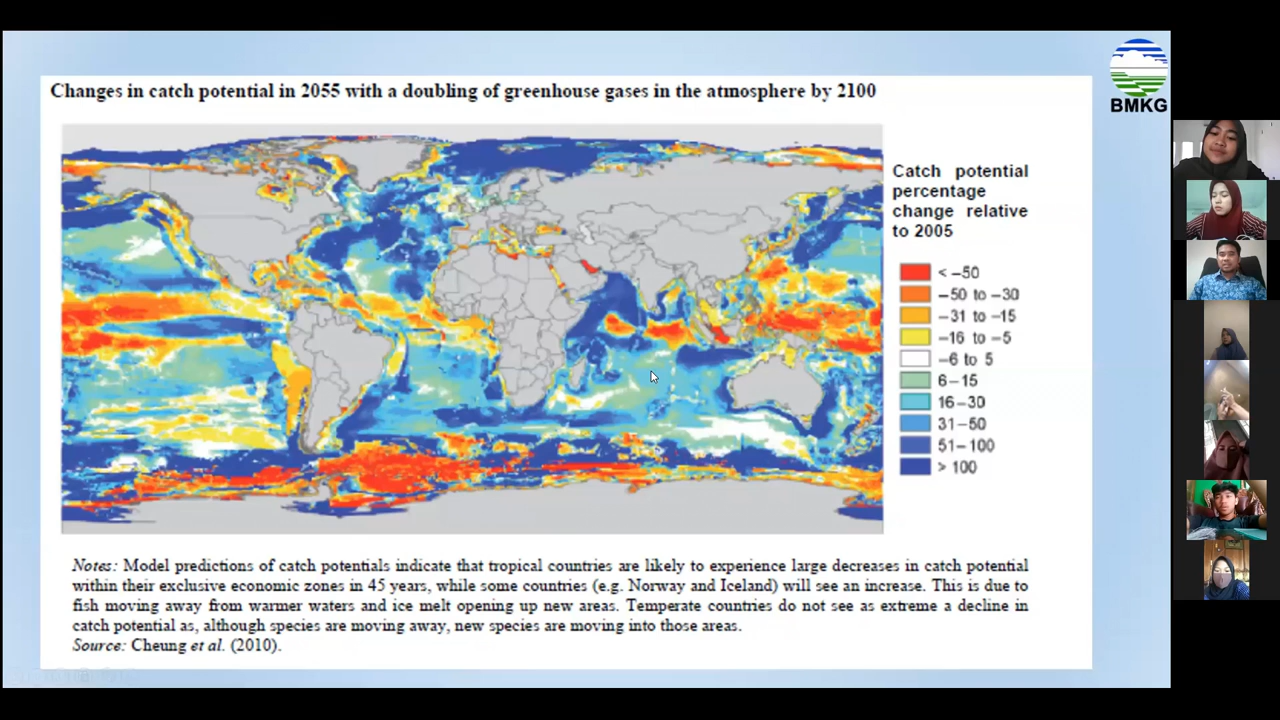 Changes in catch potential in 2055 with a doubling of greenhouse gases in the atmosphere by 2100
BMKG
Catch potential
percentage
change relative
to 2005
< −50
−50 to −30
−31 to −15
−16 to −5
−6 to 5
6−15
16−30
31−50
51−100
> 100
Notes: Model predictions of catch potentials indicate that tropical countries are likely to experience large decreases in catch potential
within their exclusive economic zones in 45 years, while some countries (e.g. Norway and Iceland) will see an increase. This is due to
fish moving away from warmer waters and ice melt opening up new areas. Temperate countries do not see as extreme a decline in
catch potential as, although species are moving away, new species are moving into those areas.
Source: Cheung et al. (2010).